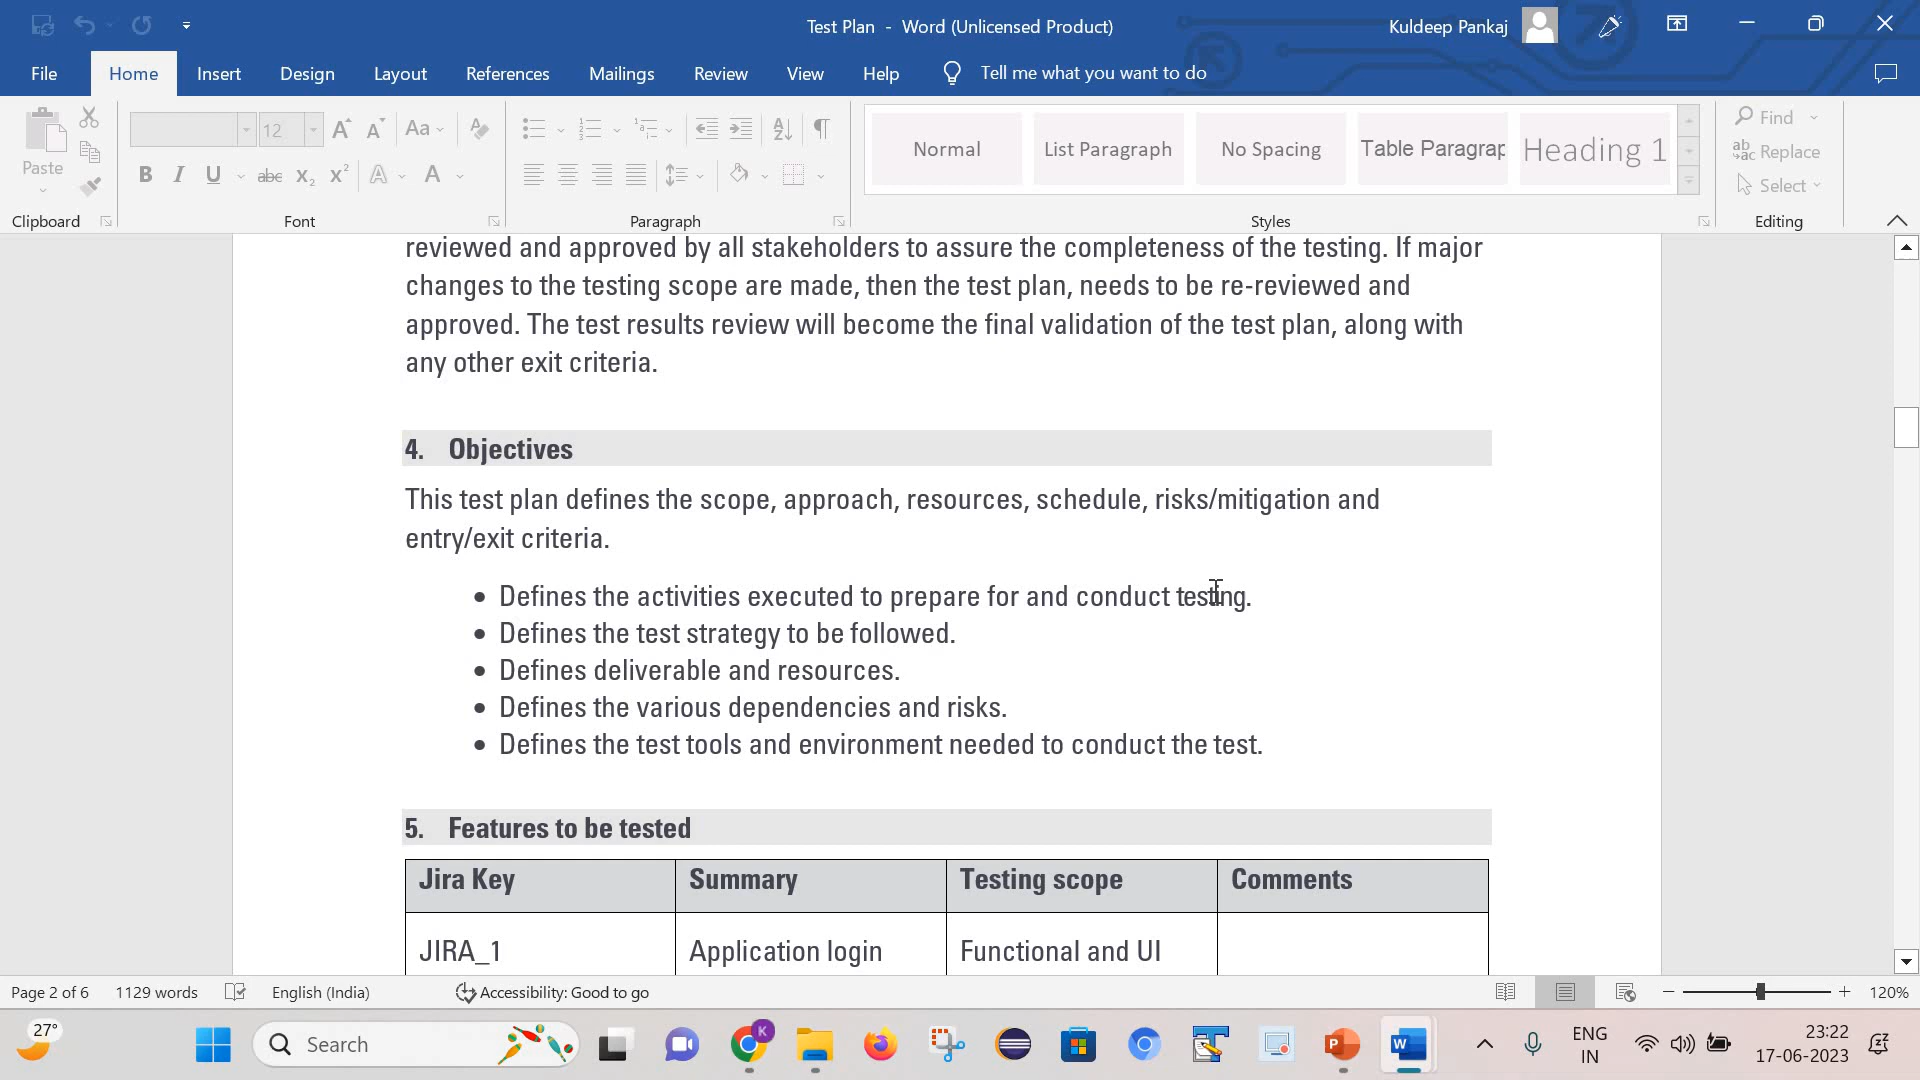 Test Plan - Word (Unlicensed Product)
Kuldeep Pankaj
File Home Insert Design Layout References Mailings Review View Help Tell me what you want to do
Paste
12
Aa
Normal List Paragraph No Spacing Table Paragrap Heading 1
Find
Replace
Select
Clipboard Font Paragraph Styles Editing
reviewed and approved by all stakeholders to assure the completeness of the testing. If major
changes to the testing scope are made, then the test plan, needs to be re-reviewed and
approved. The test results review will become the final validation of the test plan, along with
any other exit criteria.
4. Objectives
This test plan defines the scope, approach, resources, schedule, risks/mitigation and
entry/exit criteria.
• Defines the activities executed to prepare for and conduct testing.
• Defines the test strategy to be followed.
• Defines deliverable and resources.
• Defines the various dependencies and risks.
• Defines the test tools and environment needed to conduct the test.
5. Features to be tested
Jira Key Summary Testing scope Comments
JIRA_1 Application login Functional and UI
Page 2 of 6 1129 words English (India) Accessibility: Good to go 120%
27°
Search
ENG
IN
23:22
17-06-2023